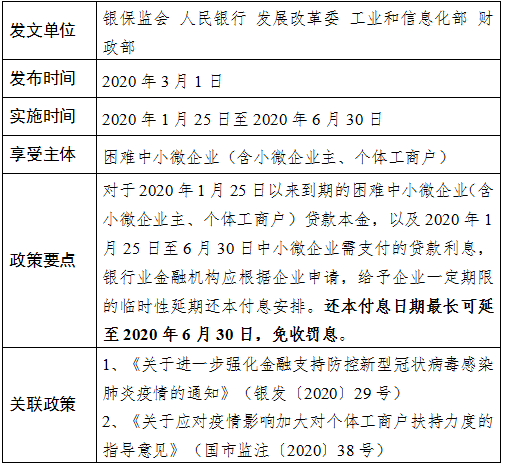 发文单位
银保监会 人民银行 发展改革委 工业和信息化部 财
政部
发布时间
2020 年 3 月 1 日
实施时间
2020 年 1 月 25 日至 2020 年 6 月 30 日
享受主体
困难中小微企业（含小微企业主、个体工商户）
政策要点
对于 2020 年 1 月 25 日以来到期的困难中小微企业（含
小微企业主、个体工商户）贷款本金，以及 2020 年 1
月 25 日至 6 月 30 日中小微企业需支付的贷款利息，
银行业金融机构应根据企业申请，给予企业一定期限
的临时性延期还本付息安排。还本付息日期最长可延
至 2020 年 6 月 30 日，免收罚息。
关联政策
1、《关于进一步强化金融支持防控新型冠状病毒感染
肺炎疫情的通知》（银发〔2020〕29 号）
2、《关于应对疫情影响加大对个体工商户扶持力度的
指导意见》（国市监注〔2020〕38 号）